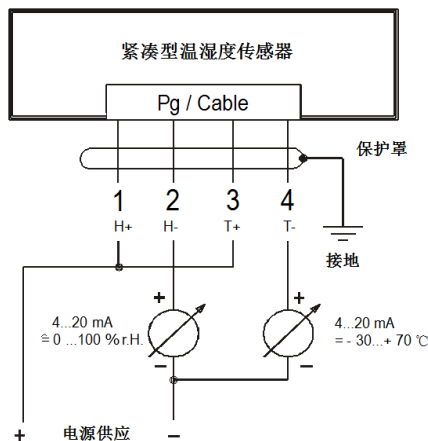 紧凑型温湿度传感器
Pg / Cable
保护罩
1 2 3 4
H+ H- T+ T-
接地
+ +
4...20 mA
≙ 0 ...100 % r.H.
4...20 mA
= - 30...+ 70 ℃
− −
+ 电源供应 −